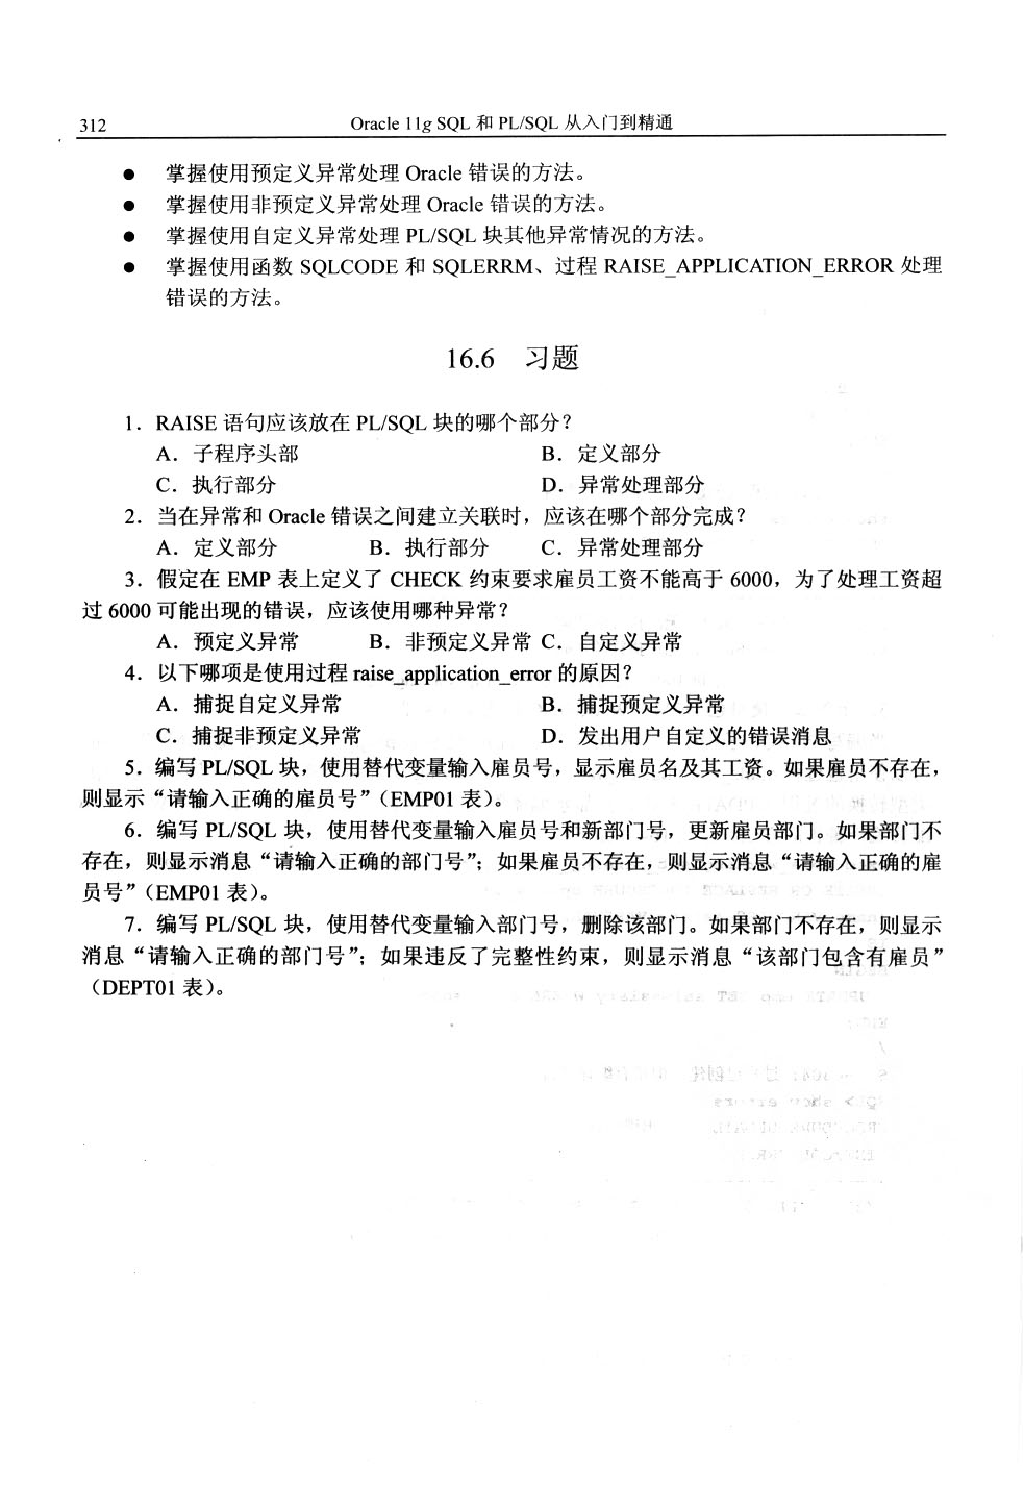 312
Oracle 11g SQL 和 PL/SQL 从入门到精通
● 掌握使用预定义异常处理 Oracle 错误的方法。
● 掌握使用非预定义异常处理 Oracle 错误的方法。
● 掌握使用自定义异常处理 PL/SQL 块其他异常情况的方法。
● 掌握使用函数 SQLCODE 和 SQLERRM、过程 RAISE_APPLICATION_ERROR 处理
错误的方法。
16.6 习题
1．RAISE 语句应该放在 PL/SQL 块的哪个部分？
A．子程序头部 B．定义部分
C．执行部分 D．异常处理部分
2．当在异常和 Oracle 错误之间建立关联时，应该在哪个部分完成？
A．定义部分 B．执行部分 C．异常处理部分
3．假定在 EMP 表上定义了 CHECK 约束要求雇员工资不能高于 6000，为了处理工资超
过 6000 可能出现的错误，应该使用哪种异常？
A．预定义异常 B．非预定义异常 C．自定义异常
4．以下哪项是使用过程 raise_application_error 的原因？
A．捕捉自定义异常 B．捕捉预定义异常
C．捕捉非预定义异常 D．发出用户自定义的错误消息
5．编写 PL/SQL 块，使用替代变量输入雇员号，显示雇员名及其工资。如果雇员不存在，
则显示“请输入正确的雇员号”（EMP01 表）。
6．编写 PL/SQL 块，使用替代变量输入雇员号和新部门号，更新雇员部门。如果部门不
存在，则显示消息“请输入正确的部门号”；如果雇员不存在，则显示消息“请输入正确的雇
员号”（EMP01 表）。
7．编写 PL/SQL 块，使用替代变量输入部门号，删除该部门。如果部门不存在，则显示
消息“请输入正确的部门号”；如果违反了完整性约束，则显示消息“该部门包含有雇员”
（DEPT01 表）。